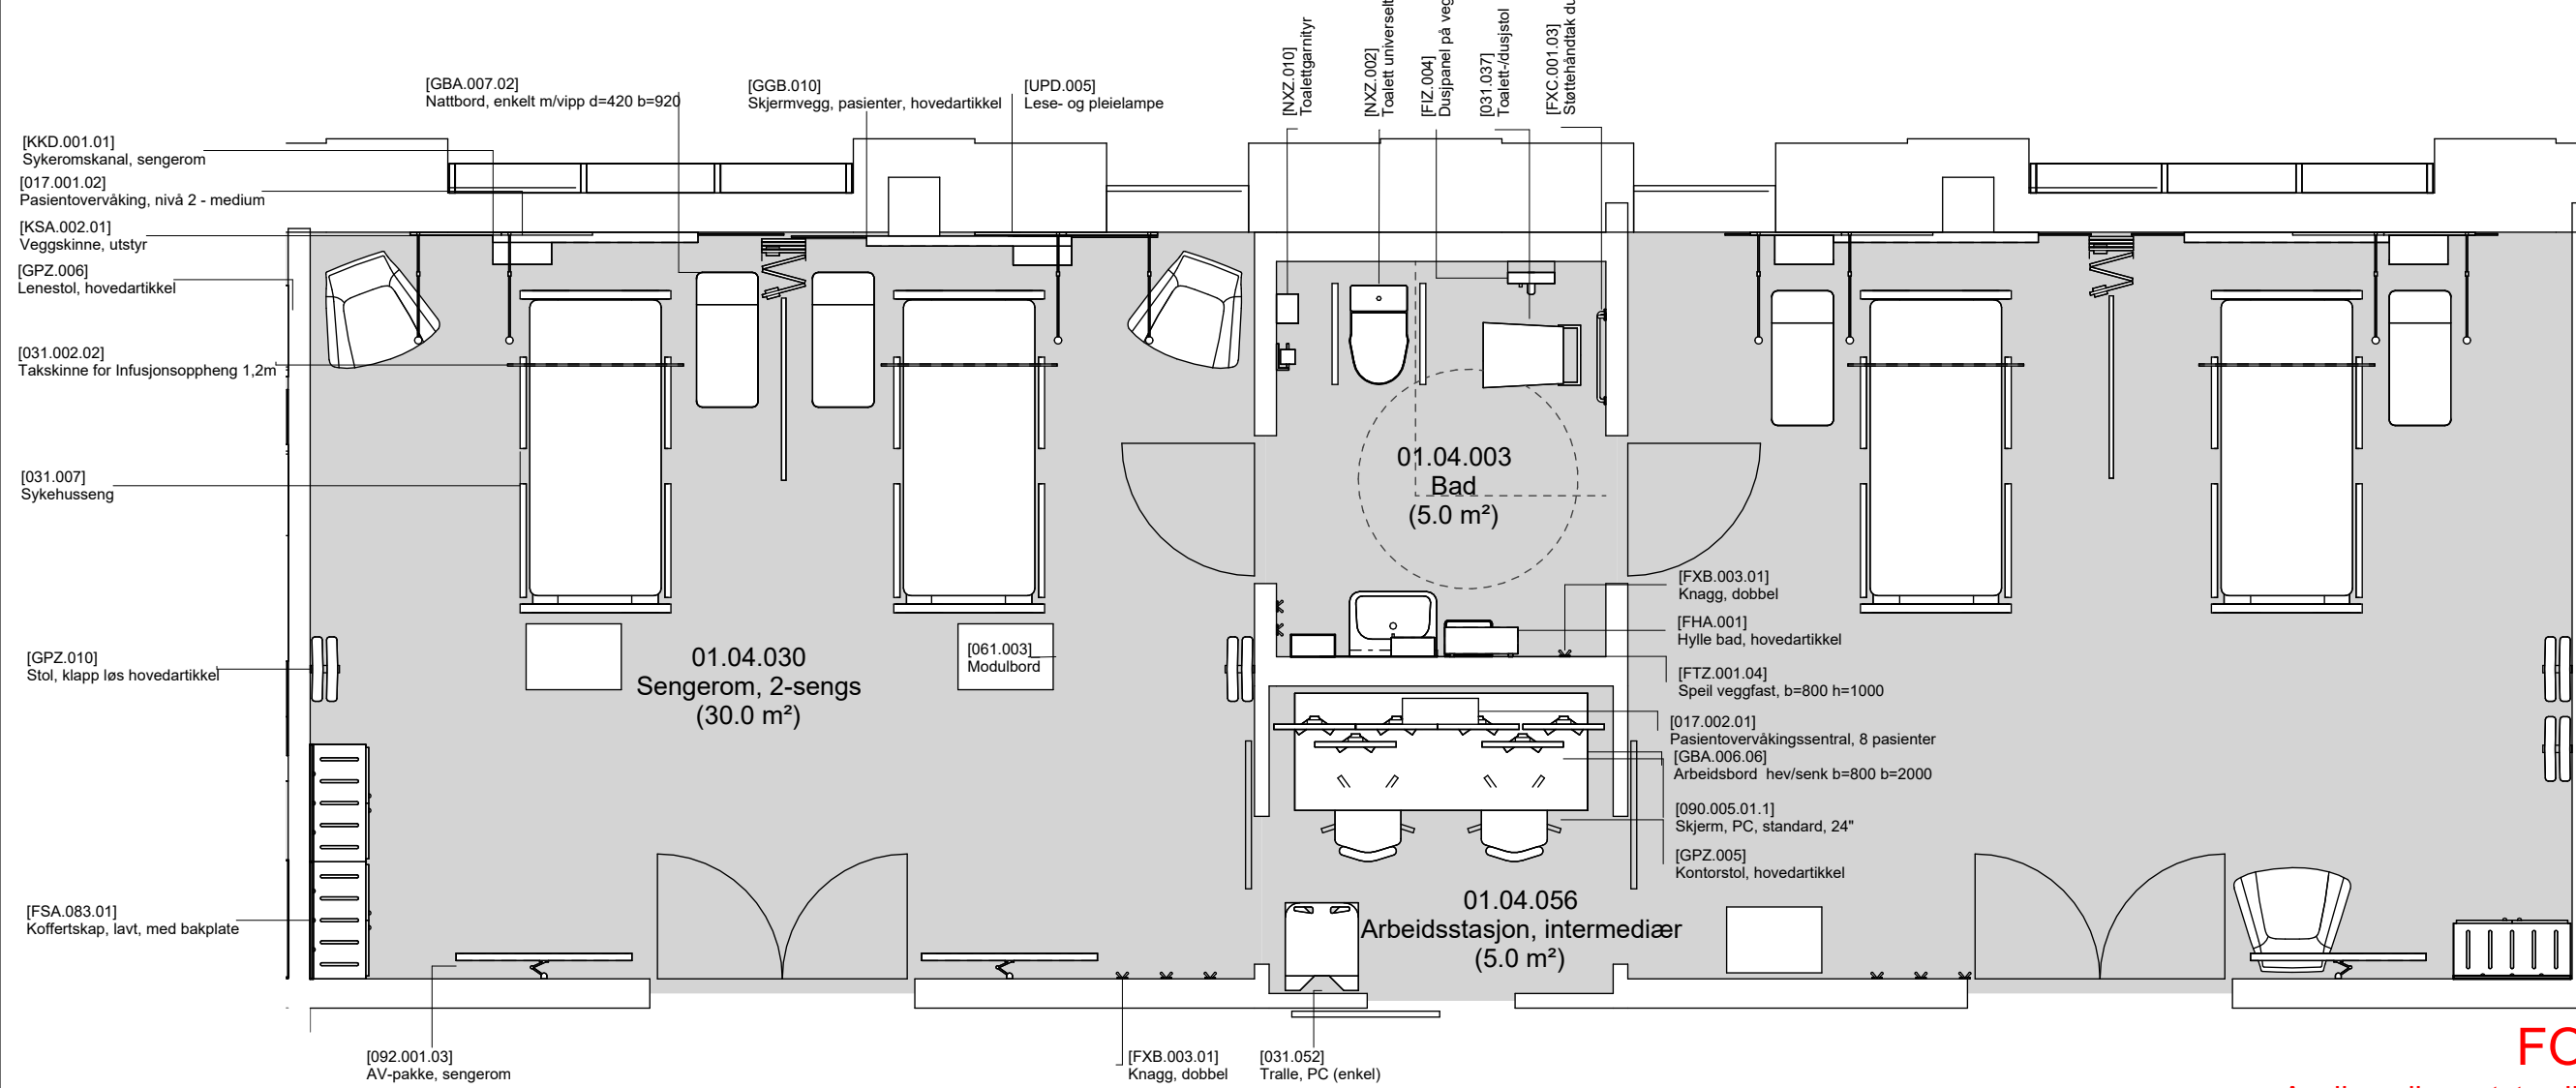 [NXZ.010]
Toalettgarnityr
[NXZ.002]
Toalett universelt
[FIZ.004]
Dusjpanel på
[031.037]
Toalett-/dusjstol
[FXC.001.03]
Støttehåndtak
[GBA.007.02]
Nattbord, enkelt m/vipp d=420 b=920
[GGB.010]
Skjermvegg, pasienter, hovedartikkel
[UPD.005]
Lese- og pleielampe
[KKD.001.01]
Sykeromskanal, sengerom
[017.001.02]
Pasientovervåking, nivå 2 - medium
[KSA.002.01]
Veggskinne, utstyr
[GPZ.006]
Lenestol, hovedartikkel
[031.002.02]
Takskinne for Infusjonsoppheng 1,2m
[031.007]
Sykehusseng
01.04.003
Bad
(5.0 m²)
[FXB.003.01]
Knagg, dobbel
[FHA.001]
Hylle bad, hovedartikkel
[FTZ.001.04]
Speil veggfast, b=800 h=1000
[GPZ.010]
Stol, klapp løs hovedartikkel
01.04.030
Sengerom, 2-sengs
(30.0 m²)
[061.003]
Modulbord
[017.002.01]
Pasientovervåkingssentral, 8 pasienter
[GBA.006.06]
Arbeidsbord  hev/senk b=800 b=2000
[090.005.01.1]
Skjerm, PC, standard, 24"
[GPZ.005]
Kontorstol, hovedartikkel
01.04.056
Arbeidsstasjon, intermediær
(5.0 m²)
[FSA.083.01]
Koffertskap, lavt, med bakplate
[092.001.03]
AV-pakke, sengerom
[FXB.003.01]
Knagg, dobbel
[031.052]
Tralle, PC (enkel)